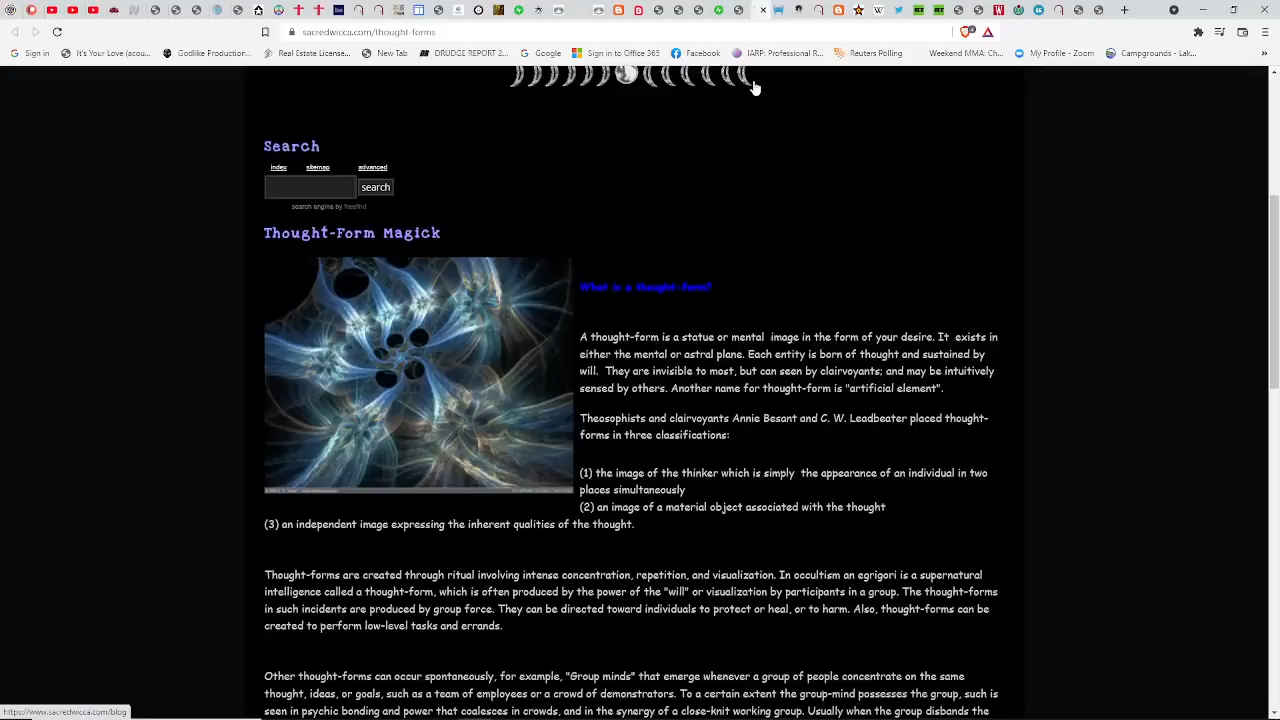 sacredwicca.com/thought-forms
Sign in
It's Your Love (acou...
Godlike Production...
Real Estate License...
New Tab
DRUDGE REPORT 2...
Google
Sign in to Office 365
Facebook
IARP: Professional R...
Reuters Polling
Weekend MMA: Ch...
My Profile - Zoom
Campgrounds - Lak...
»
Search
index sitemap advanced
search
search engine by freefind
Thought-Form Magick
What is a thought-form?
A thought-form is a statue or mental image in the form of your desire. It exists in
either the mental or astral plane. Each entity is born of thought and sustained by
will. They are invisible to most, but can seen by clairvoyants; and may be intuitively
sensed by others. Another name for thought-form is "artificial element".
Theosophists and clairvoyants Annie Besant and C. W. Leadbeater placed thought-
forms in three classifications:
(1) the image of the thinker which is simply the appearance of an individual in two
places simultaneously
(2) an image of a material object associated with the thought
(3) an independent image expressing the inherent qualities of the thought.
Thought-forms are created through ritual involving intense concentration, repetition, and visualization. In occultism an egrigori is a supernatural
intelligence called a thought-form, which is often produced by the power of the "will" or visualization by participants in a group. The thought-forms
in such incidents are produced by group force. They can be directed toward individuals to protect or heal, or to harm. Also, thought-forms can be
created to perform low-level tasks and errands.
Other thought-forms can occur spontaneously, for example, "Group minds" that emerge whenever a group of people concentrate on the same
thought, ideas, or goals, such as a team of employees or a crowd of demonstrators. To a certain extent the group-mind possesses the group, such is
seen in psychic bonding and power that coalesces in crowds, and in the synergy of a close-knit working group. Usually when the group disbands the
https://www.sacredwicca.com/blog